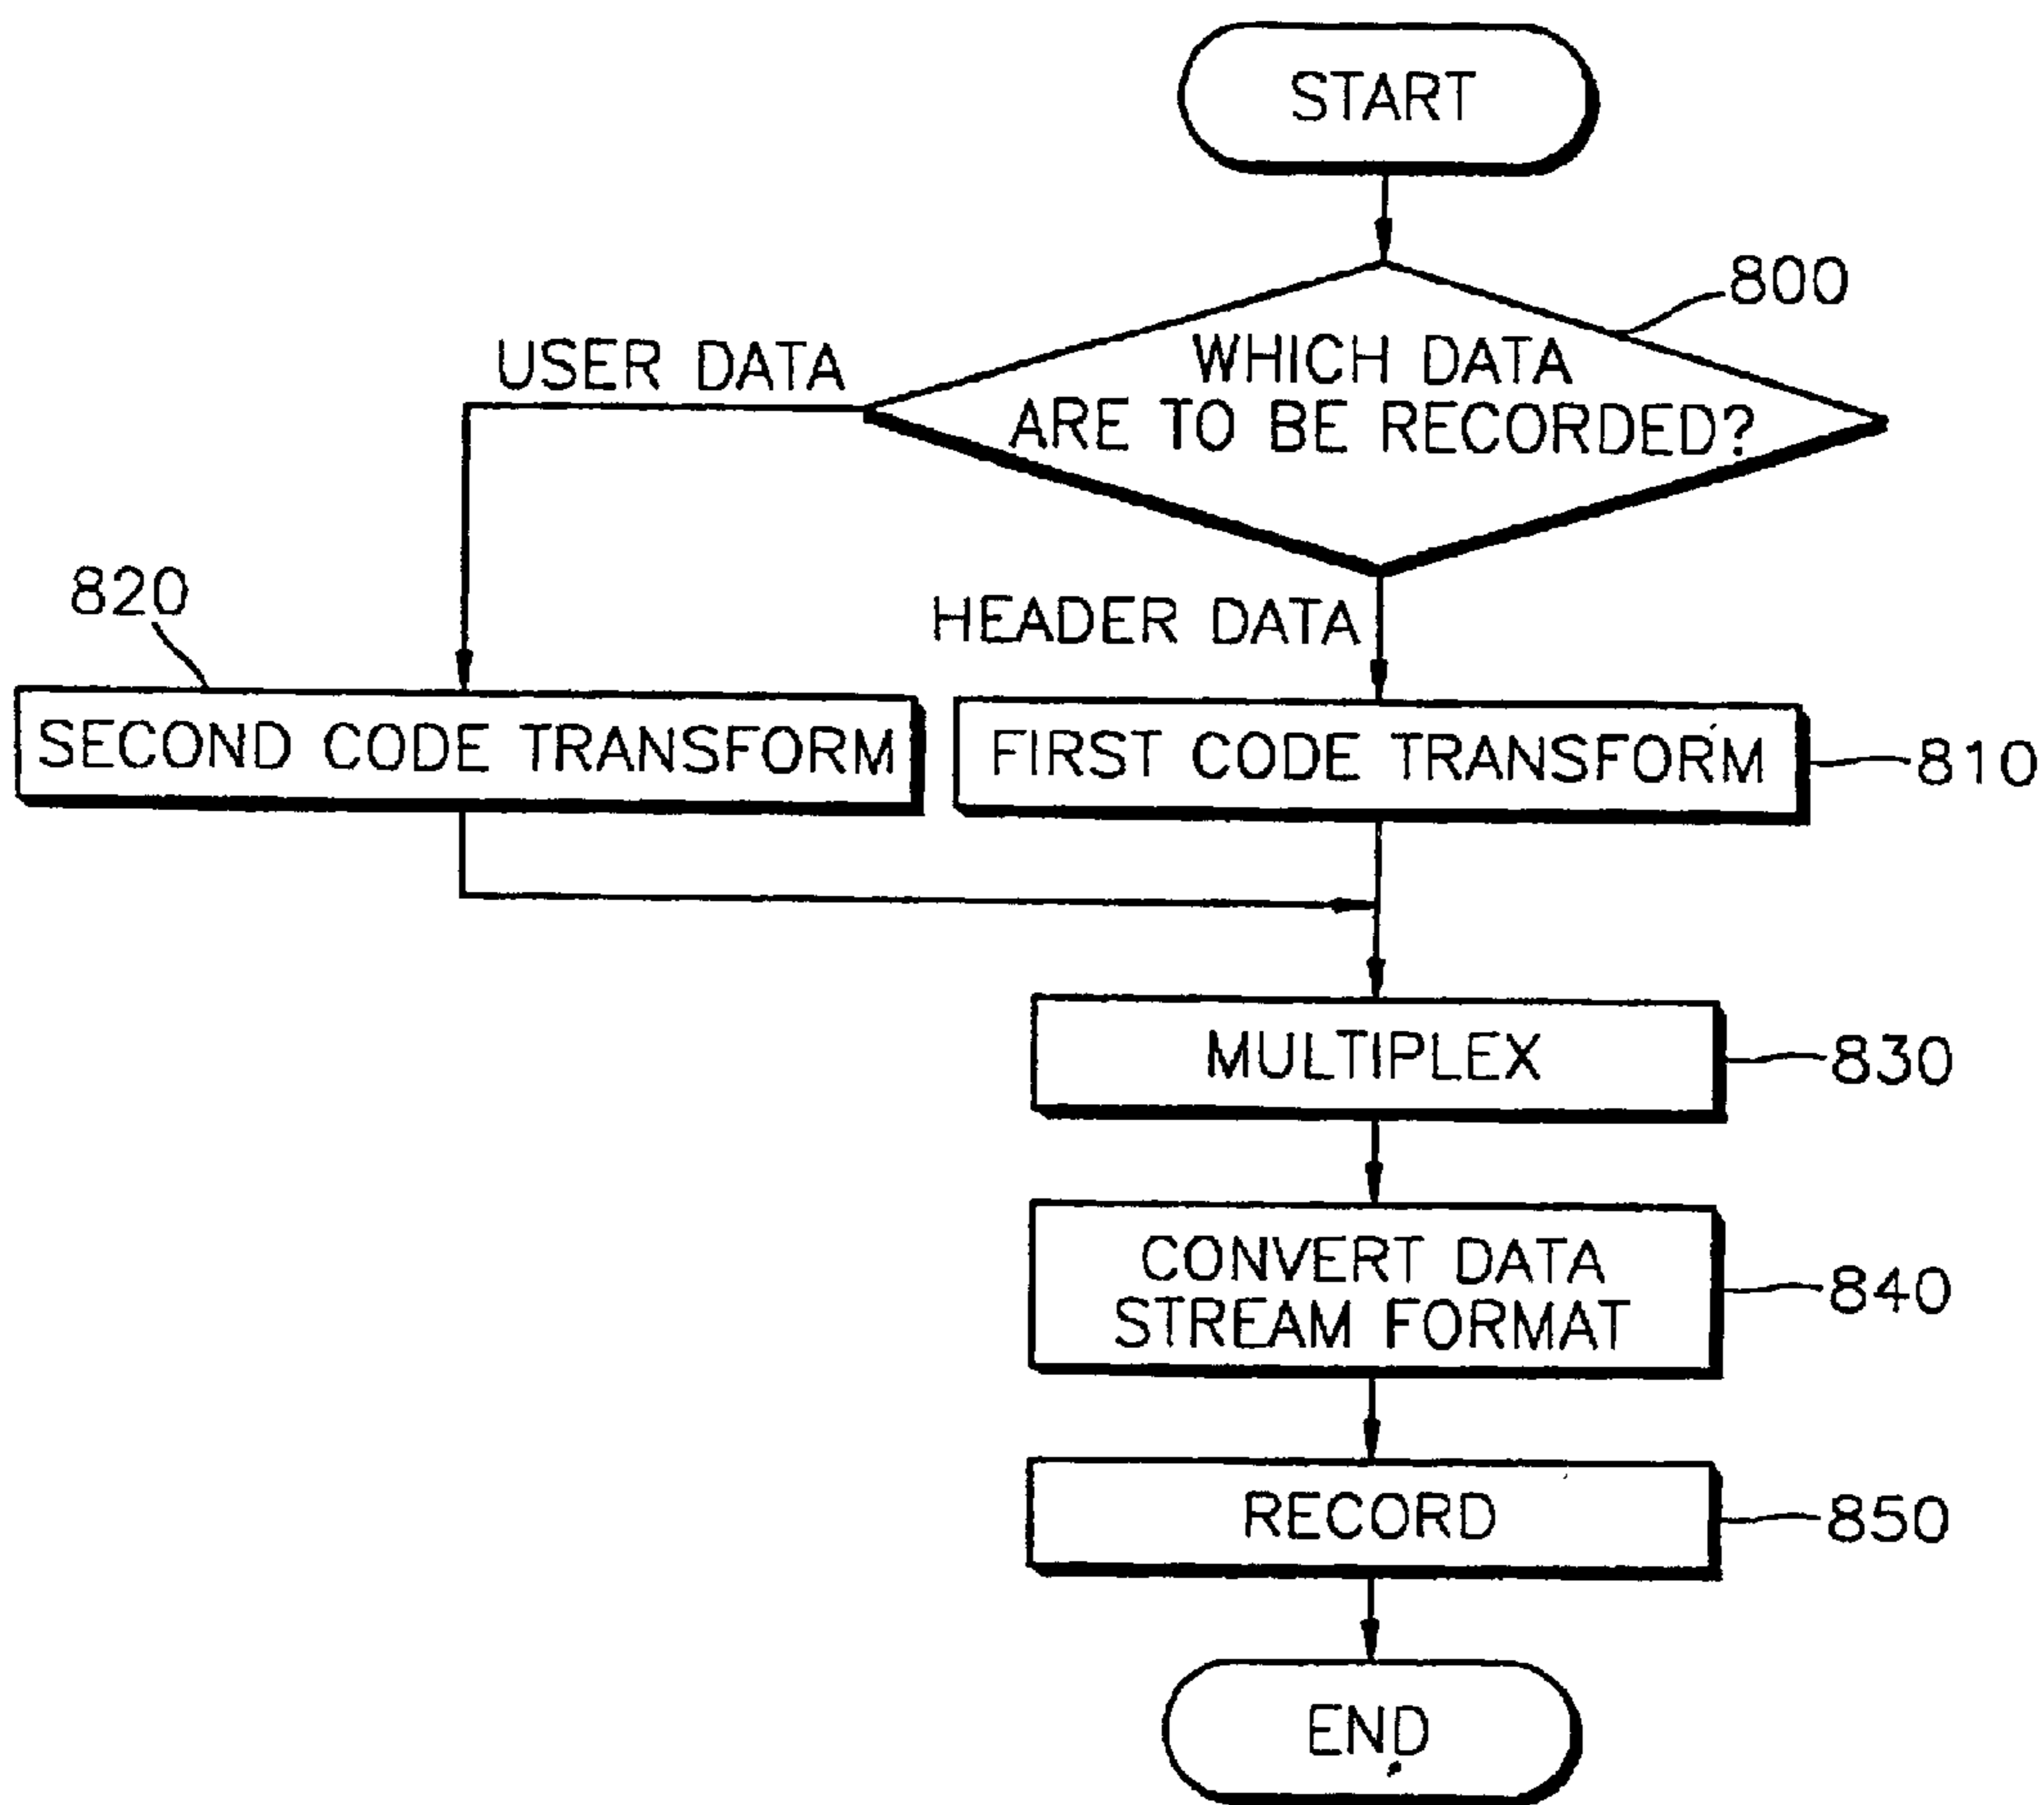 START
800
WHICH DATA
ARE TO BE RECORDED?
USER DATA
HEADER DATA
820
SECOND CODE TRANSFORM
FIRST CODE TRANSFORM
810
MULTIPLEX
830
CONVERT DATA
STREAM FORMAT
840
RECORD
850
END